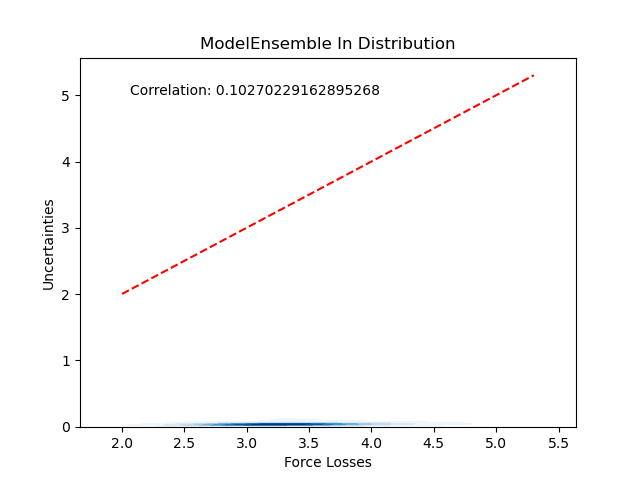 ModelEnsemble In Distribution
Correlation: 0.10270229162895268
Uncertainties
5
4
3
2
1
0
2.0 2.5 3.0 3.5 4.0 4.5 5.0 5.5
Force Losses